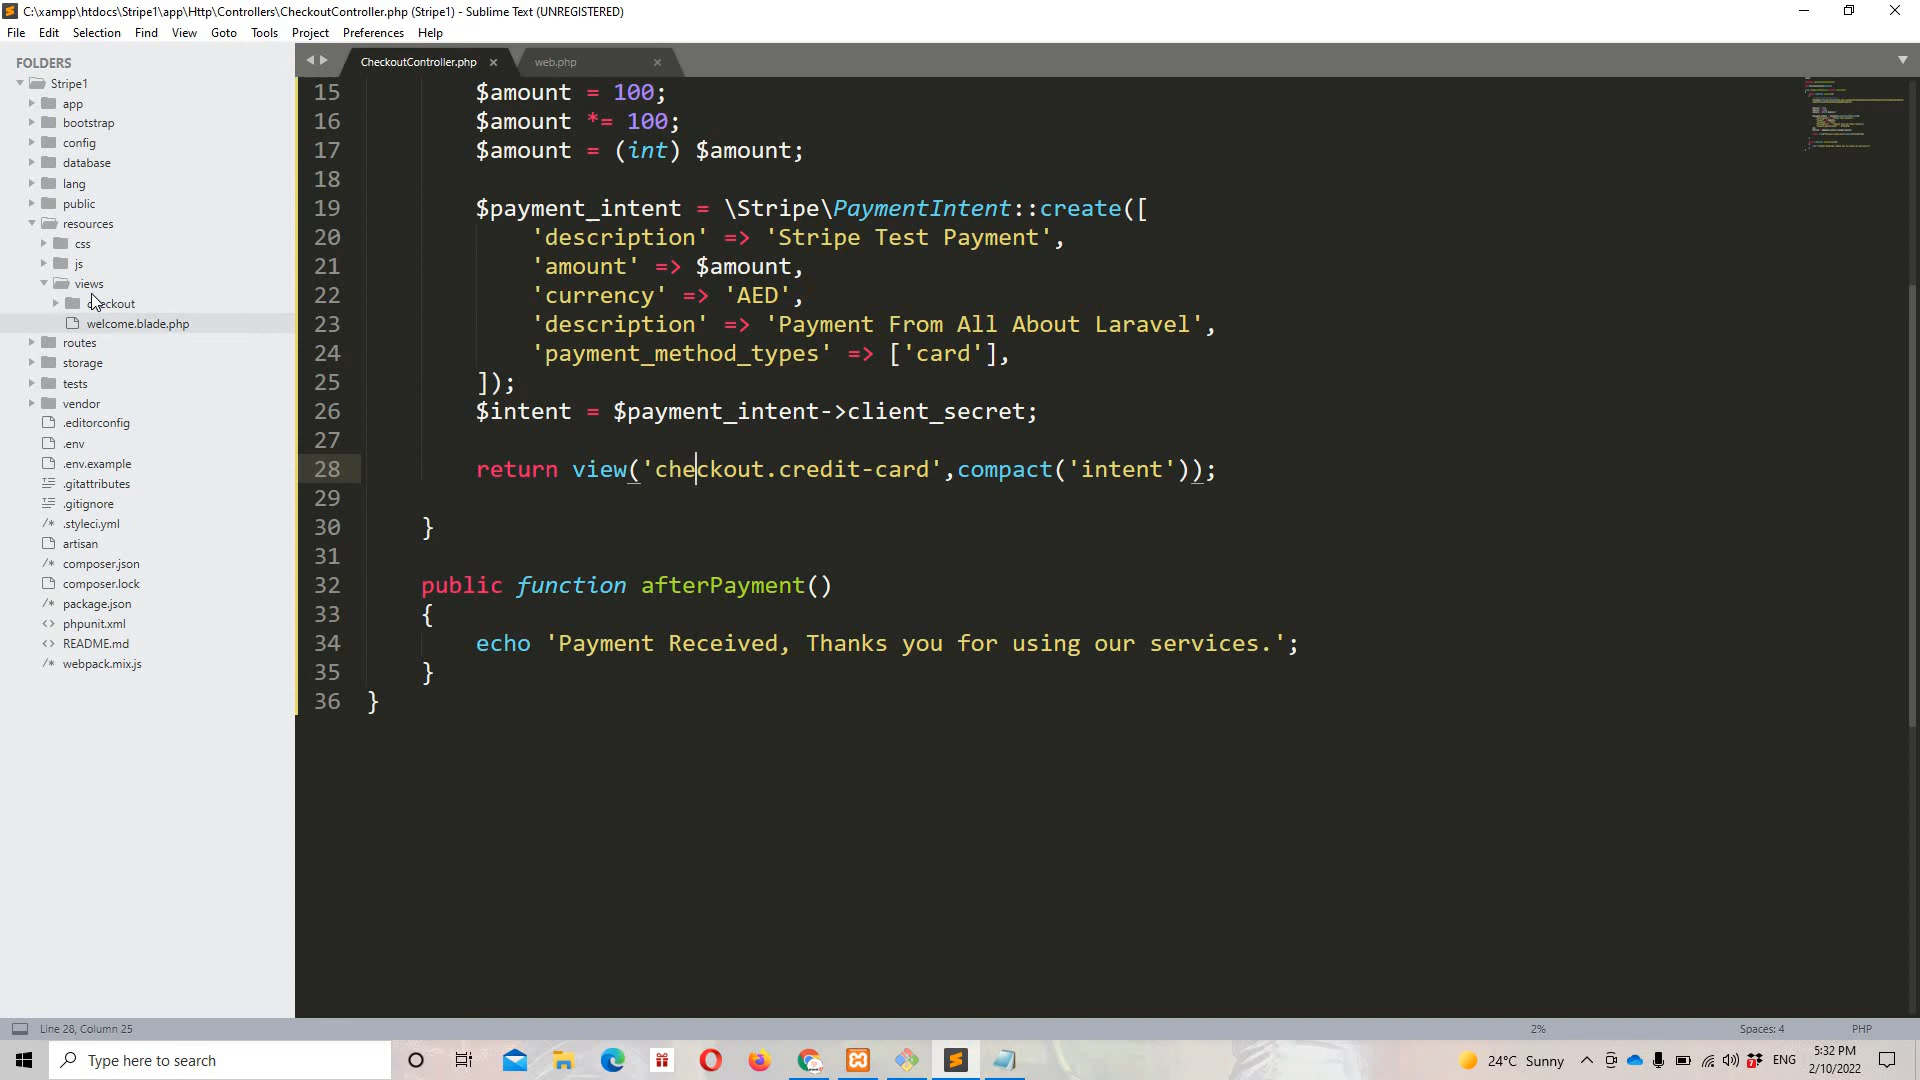 C:\xampp\htdocs\Stripe1\app\Http\Controllers\CheckoutController.php (Stripe1) - Sublime Text (UNREGISTERED)
File Edit Selection Find View Goto Tools Project Preferences Help
FOLDERS
Stripe1
app
bootstrap
config
database
lang
public
resources
css
js
views
checkout
welcome.blade.php
routes
storage
tests
vendor
.editorconfig
.env
.env.example
.gitattributes
.gitignore
.styleci.yml
artisan
composer.json
composer.lock
package.json
phpunit.xml
README.md
webpack.mix.js
CheckoutController.php web.php
15 $amount = 100;
16 $amount *= 100;
17 $amount = (int) $amount;
18
19 $payment_intent = \Stripe\PaymentIntent::create([
20 'description' => 'Stripe Test Payment',
21 'amount' => $amount,
22 'currency' => 'AED',
23 'description' => 'Payment From All About Laravel',
24 'payment_method_types' => ['card'],
25 ]);
26 $intent = $payment_intent->client_secret;
27
28 return view('checkout.credit-card',compact('intent'));
29
30 }
31
32 public function afterPayment()
33 {
34 echo 'Payment Received, Thanks you for using our services.';
35 }
36 }
Line 28, Column 25 2% Spaces: 4 PHP
Type here to search 24°C Sunny ENG 5:32 PM
2/10/2022